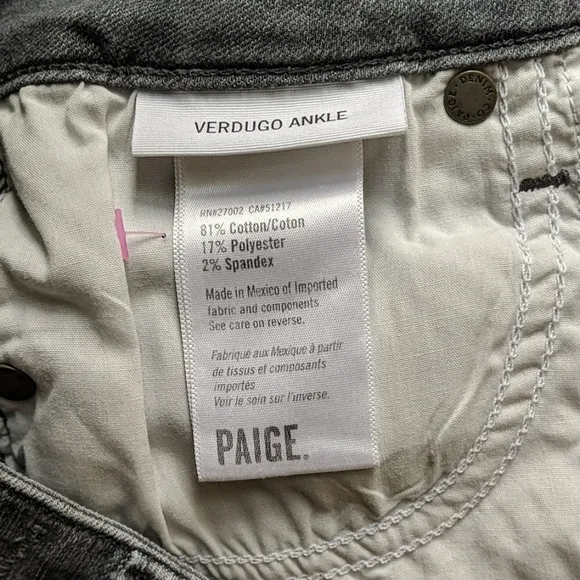 VERDUGO ANKLE
PAIGE DENIM CO
RN#27002 CA#51217
81% Cotton/Coton
17% Polyester
2% Spandex
Made in Mexico of Imported
fabric and components.
See care on reverse.
Fabriqué aux Mexique à partir
de tissus et composants
importés
Voir le soin sur l'inverse.
PAIGE.